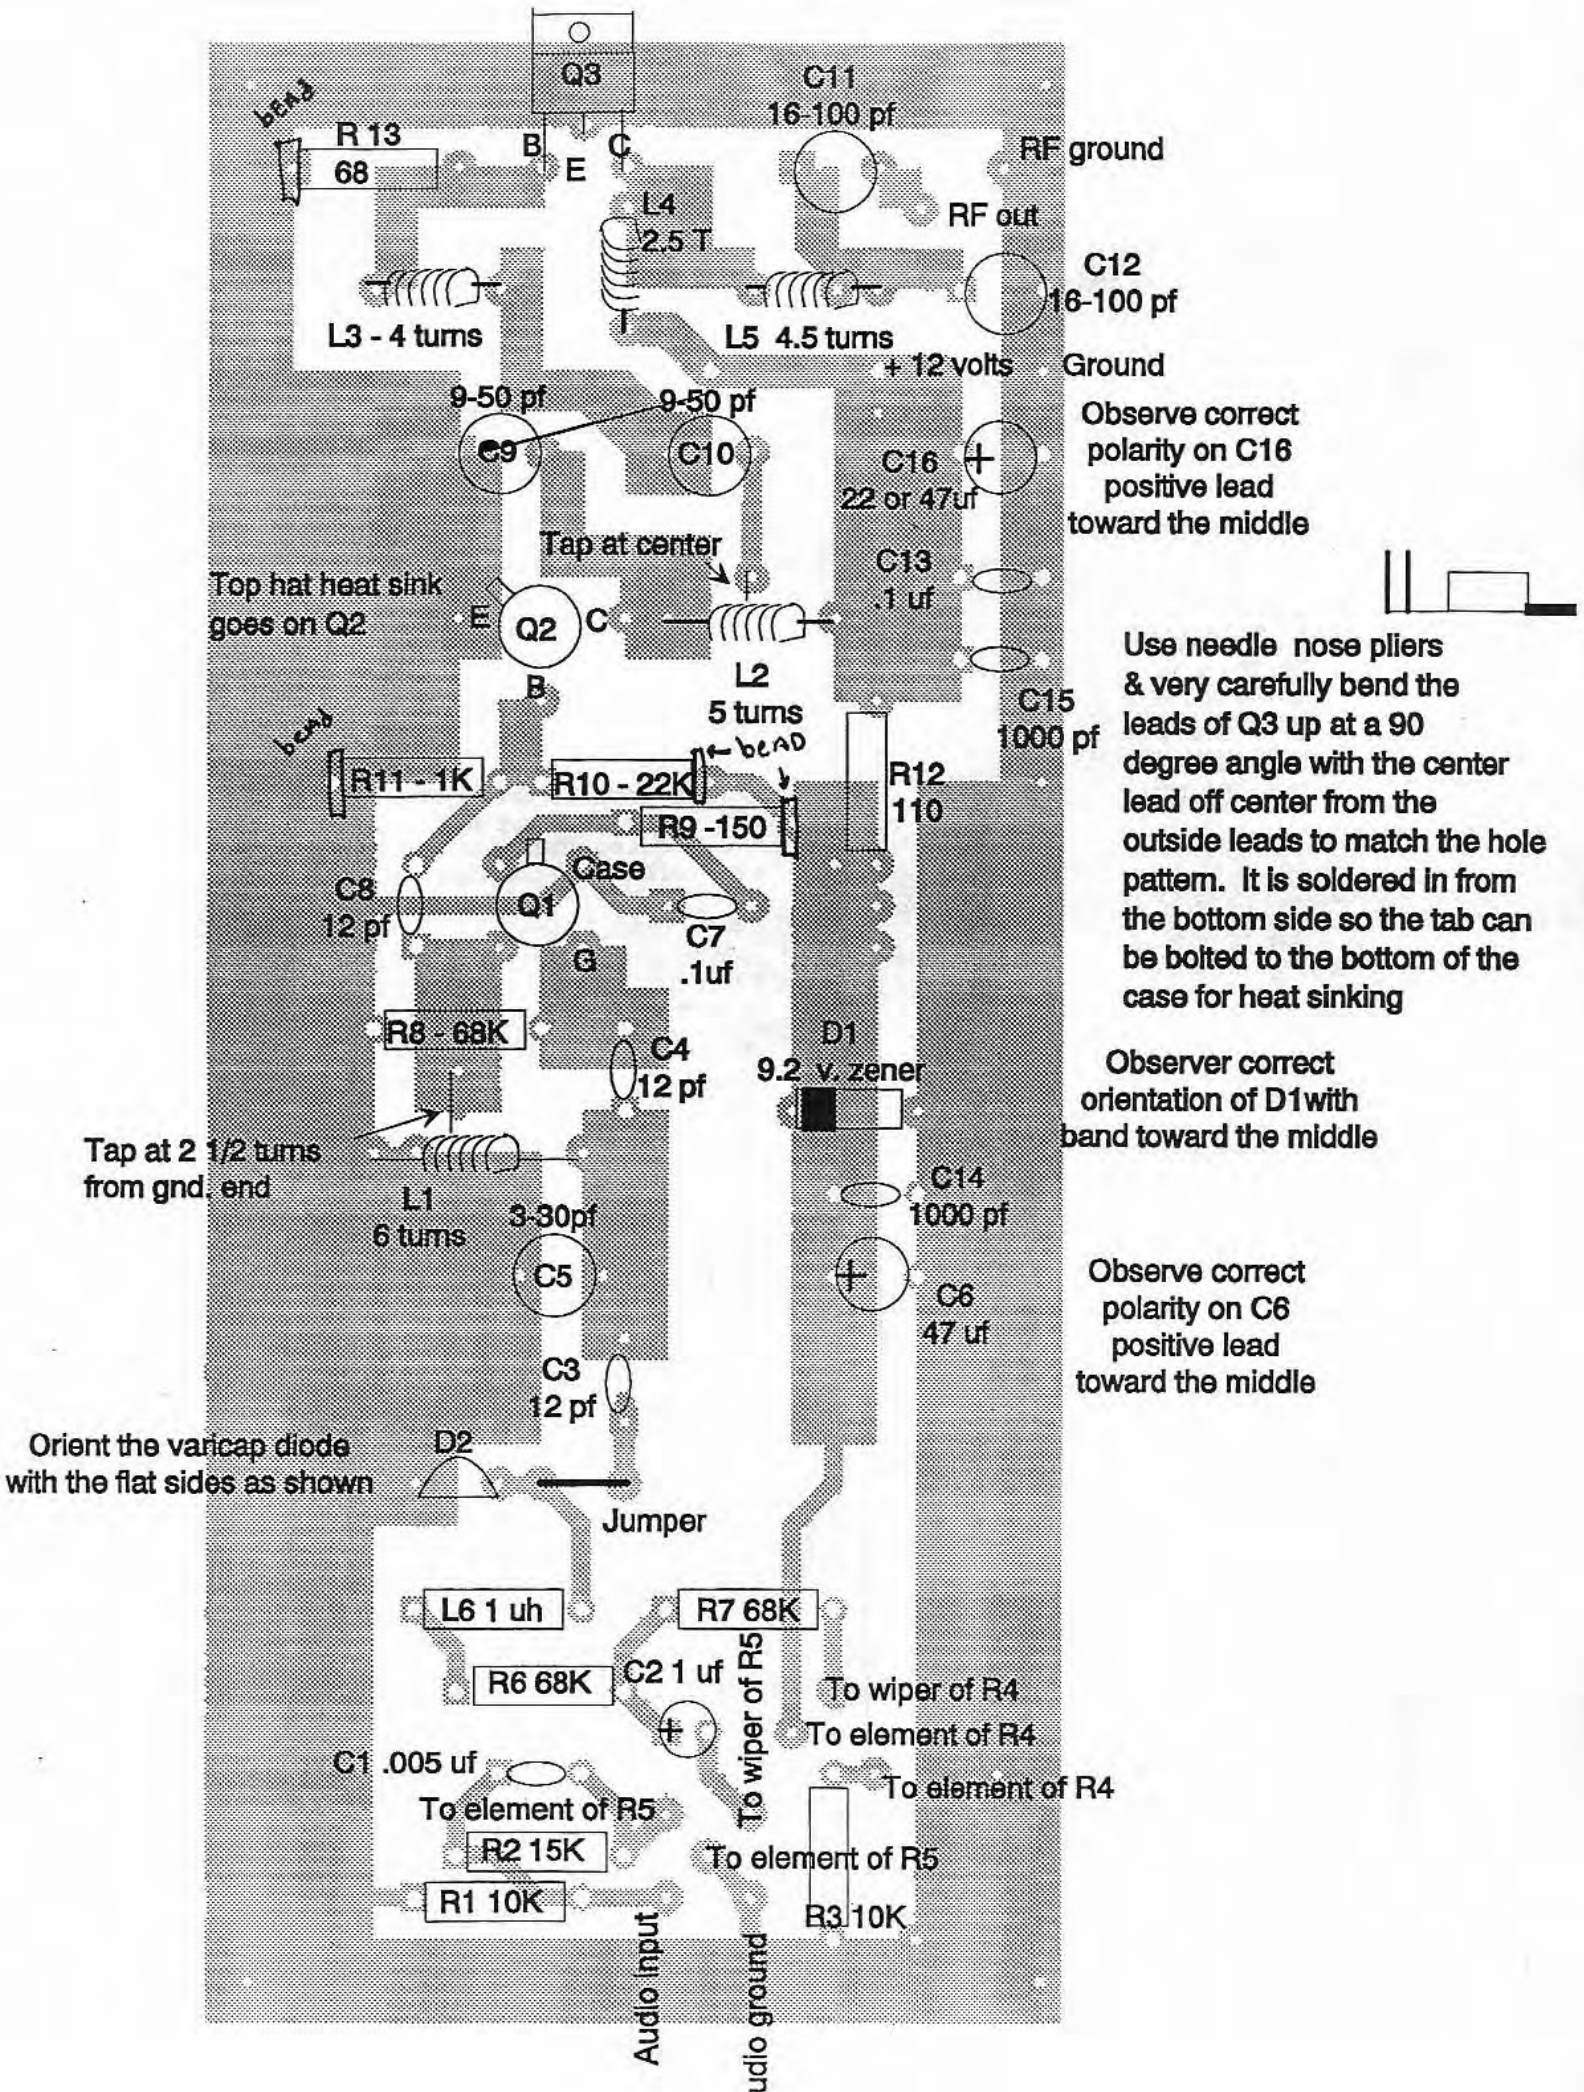 Q3
C11
16-100 pf
bEAD
R 13
68
B
E
C
RF ground
RF out
L4
2.5 T
C12
16-100 pf
L3 - 4 turns
L5 4.5 turns
+ 12 volts
Ground
9-50 pf
9-50 pf
C9
C10
C16
22 or 47uf
+
Observe correct
polarity on C16
positive lead
toward the middle
Tap at center
C13
.1 uf
Top hat heat sink
goes on Q2
E
Q2
C
B
L2
5 turns
C15
1000 pf
Use needle nose pliers
& very carefully bend the
leads of Q3 up at a 90
degree angle with the center
lead off center from the
outside leads to match the hole
pattern. It is soldered in from
the bottom side so the tab can
be bolted to the bottom of the
case for heat sinking
bEAD
bEAD
R11 - 1K
R10 - 22K
R9 -150
R12
110
Case
C8
12 pf
Q1
C7
.1uf
G
R8 - 68K
C4
12 pf
D1
9.2 v. zener
Observer correct
orientation of D1with
band toward the middle
Tap at 2 1/2 turns
from gnd. end
L1
6 turns
3-30pf
C5
C14
1000 pf
+
C6
47 uf
Observe correct
polarity on C6
positive lead
toward the middle
C3
12 pf
Orient the varicap diode
with the flat sides as shown
D2
Jumper
L6 1 uh
R7 68K
R6 68K
C2 1 uf
+
To wiper of R5
To wiper of R4
To element of R4
C1 .005 uf
To element of R4
To element of R5
R2 15K
To element of R5
R1 10K
R3 10K
Audio Input
udio ground